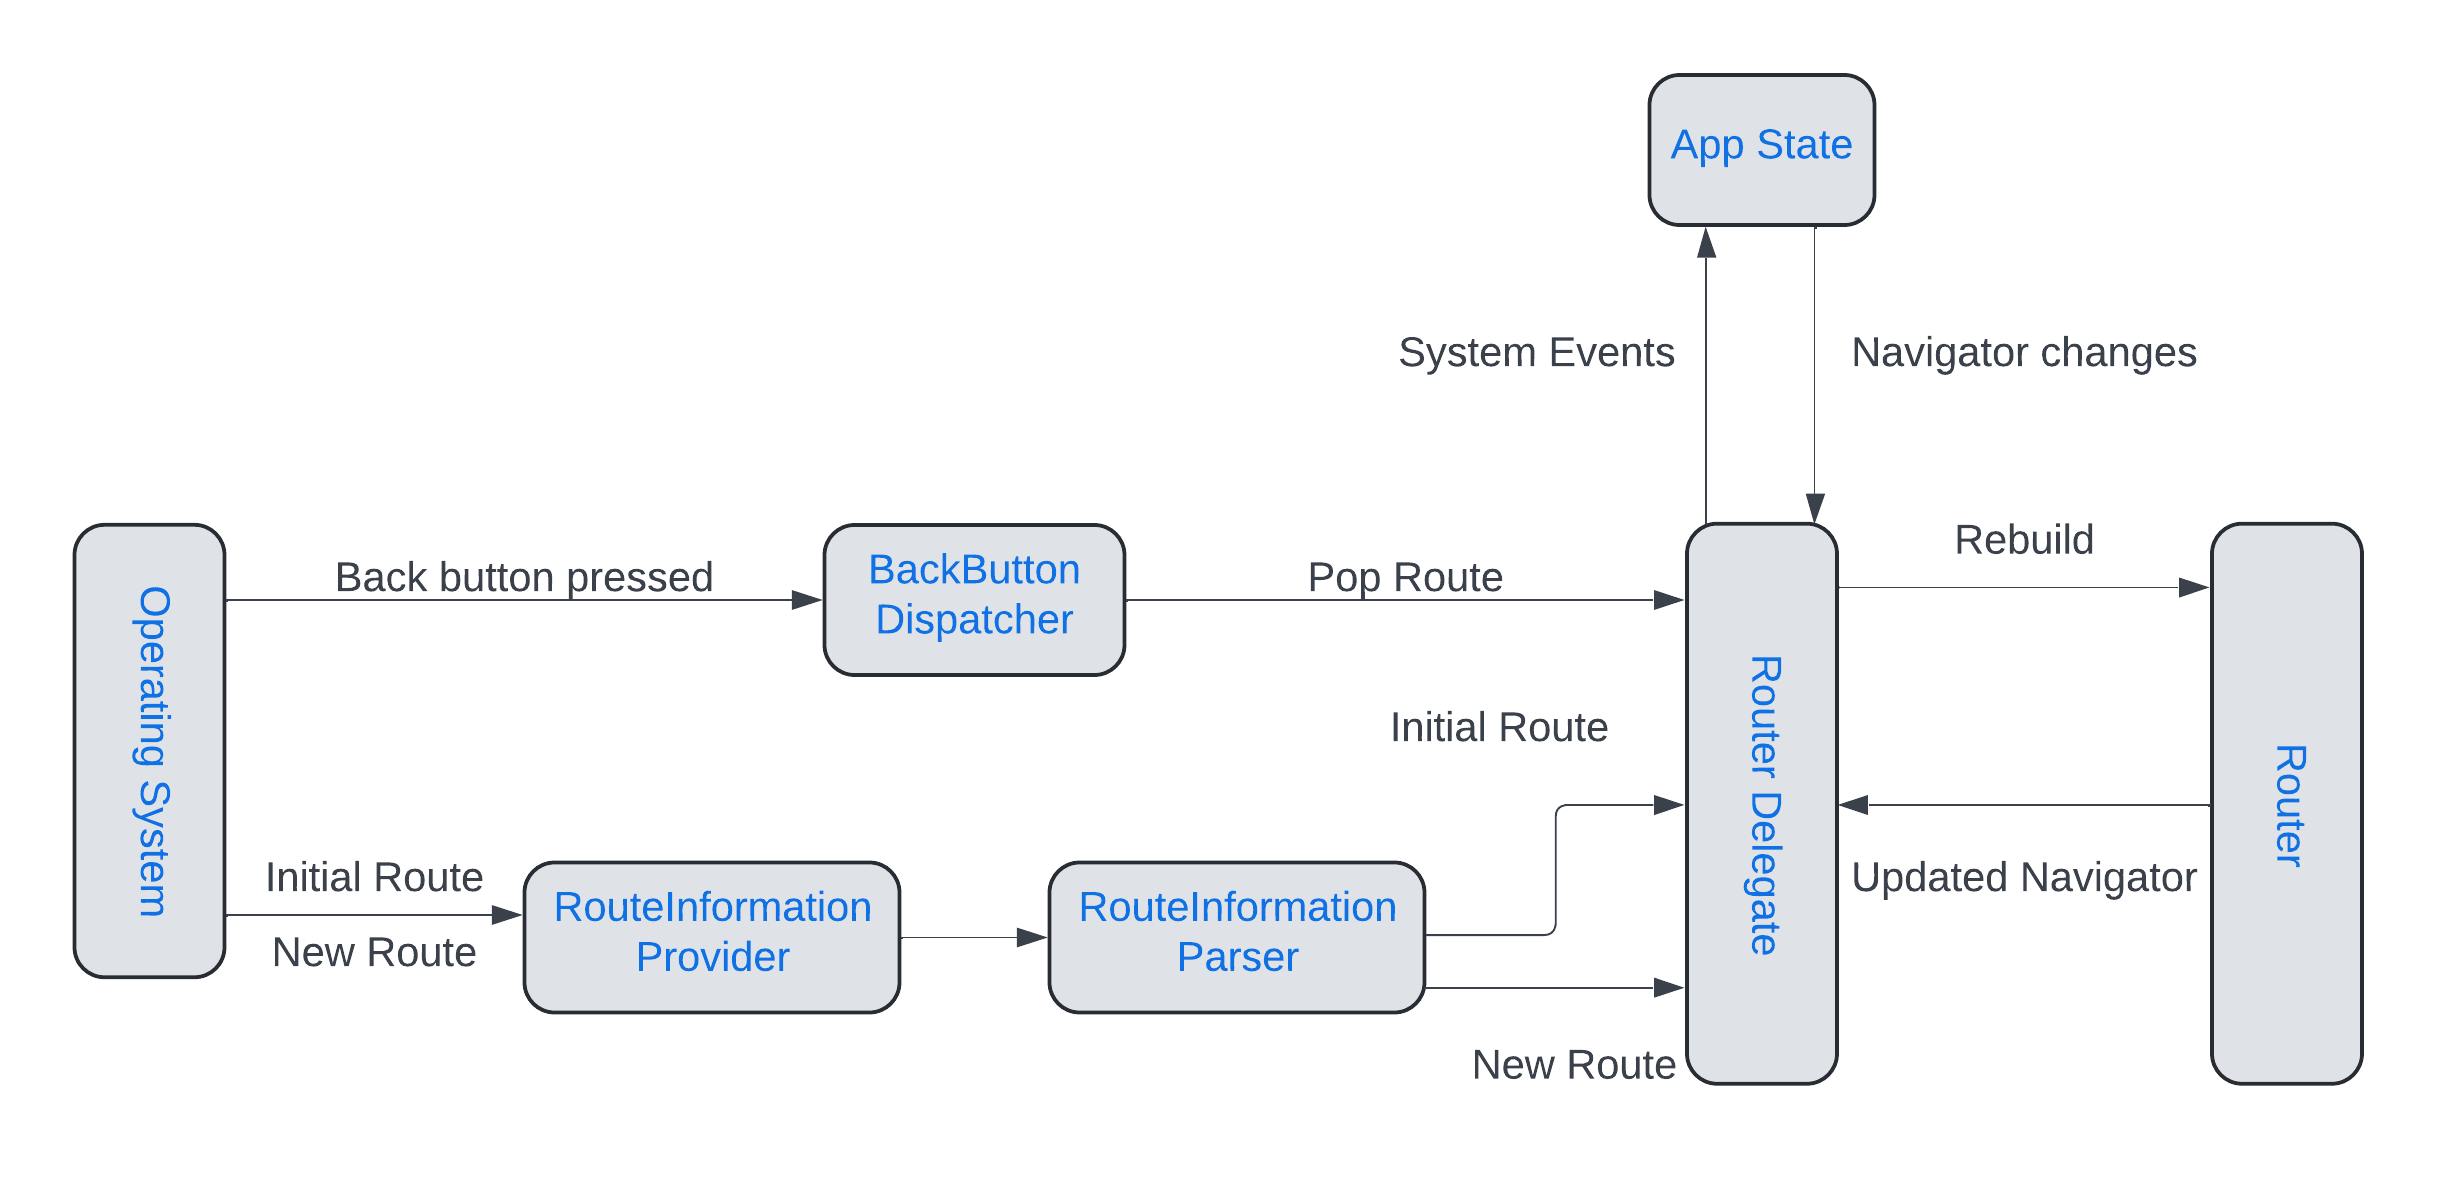 App State
System Events
Navigator changes
Operating System
Back button pressed
BackButton
Dispatcher
Pop Route
Router Delegate
Rebuild
Router
Initial Route
Updated Navigator
Initial Route
New Route
RouteInformation
Provider
RouteInformation
Parser
New Route